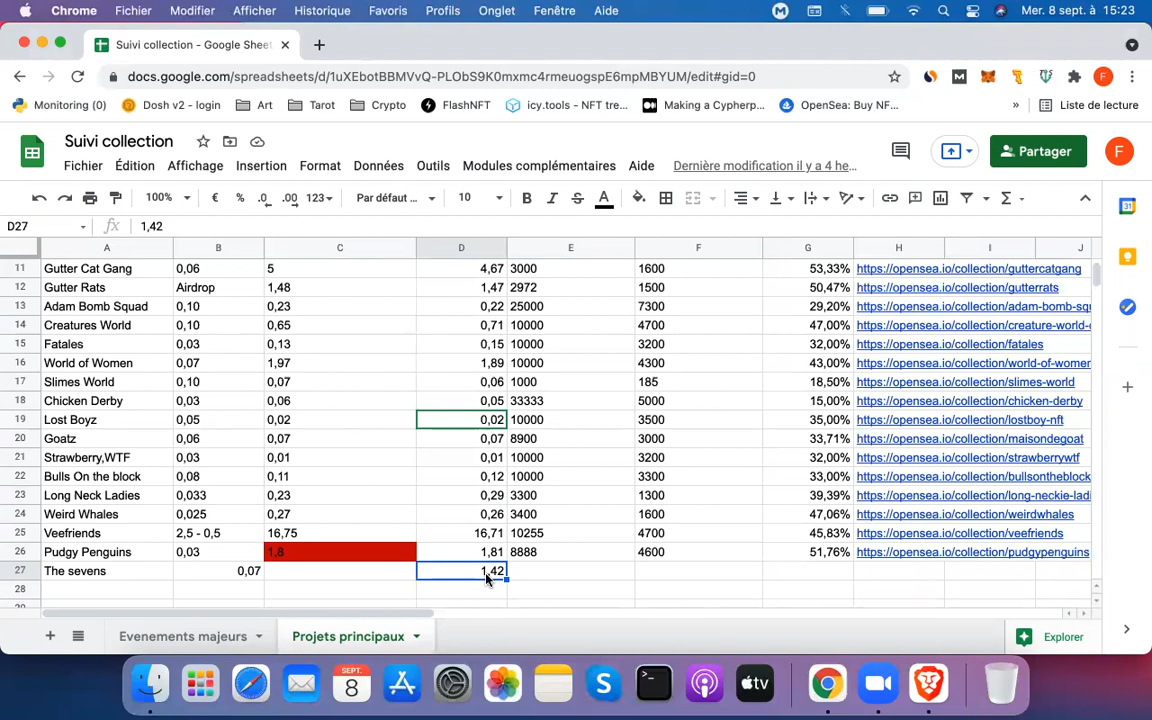 Chrome Fichier Modifier Afficher Historique Favoris Profils Onglet Fenêtre Aide Mer. 8 sept. à 15:23
Suivi collection - Google Sheet
docs.google.com/spreadsheets/d/1uXEbotBBMVvQ-PLObS9K0mxmc4rmeuogspE6mpMBYUM/edit#gid=0
Monitoring (0) Dosh v2 - login Art Tarot Crypto FlashNFT icy.tools - NFT tre... Making a Cypherp... OpenSea: Buy NF... » Liste de lecture
Suivi collection
Partager
F
Fichier Édition Affichage Insertion Format Données Outils Modules complémentaires Aide Dernière modification il y a 4 he...
100% € % .0 .00 123 Par défaut ... 10 B I S A
D27 fx 1,42
A B C D E F G H I J
11 Gutter Cat Gang 0,06 5 4,67 3000 1600 53,33% https://opensea.io/collection/guttercatgang
12 Gutter Rats Airdrop 1,48 1,47 2972 1500 50,47% https://opensea.io/collection/gutterrats
13 Adam Bomb Squad 0,10 0,23 0,22 25000 7300 29,20% https://opensea.io/collection/adam-bomb-squ
14 Creatures World 0,10 0,65 0,71 10000 4700 47,00% https://opensea.io/collection/creature-world-
15 Fatales 0,03 0,13 0,15 10000 3200 32,00% https://opensea.io/collection/fatales
16 World of Women 0,07 1,97 1,89 10000 4300 43,00% https://opensea.io/collection/world-of-women
17 Slimes World 0,10 0,07 0,06 1000 185 18,50% https://opensea.io/collection/slimes-world
18 Chicken Derby 0,03 0,06 0,05 33333 5000 15,00% https://opensea.io/collection/chicken-derby
19 Lost Boyz 0,05 0,02 0,02 10000 3500 35,00% https://opensea.io/collection/lostboy-nft
20 Goatz 0,06 0,07 0,07 8900 3000 33,71% https://opensea.io/collection/maisondegoat
21 Strawberry,WTF 0,03 0,01 0,01 10000 3200 32,00% https://opensea.io/collection/strawberrywtf
22 Bulls On the block 0,08 0,11 0,12 10000 3300 33,00% https://opensea.io/collection/bullsontheblock
23 Long Neck Ladies 0,033 0,23 0,29 3300 1300 39,39% https://opensea.io/collection/long-neckie-ladi
24 Weird Whales 0,025 0,27 0,26 3400 1600 47,06% https://opensea.io/collection/weirdwhales
25 Veefriends 2,5 - 0,5 16,75 16,71 10255 4700 45,83% https://opensea.io/collection/veefriends
26 Pudgy Penguins 0,03 1,8 1,81 8888 4600 51,76% https://opensea.io/collection/pudgypenguins
27 The sevens 0,07 1,42
28
Evenements majeurs Projets principaux Explorer
SEPT.
8
tv